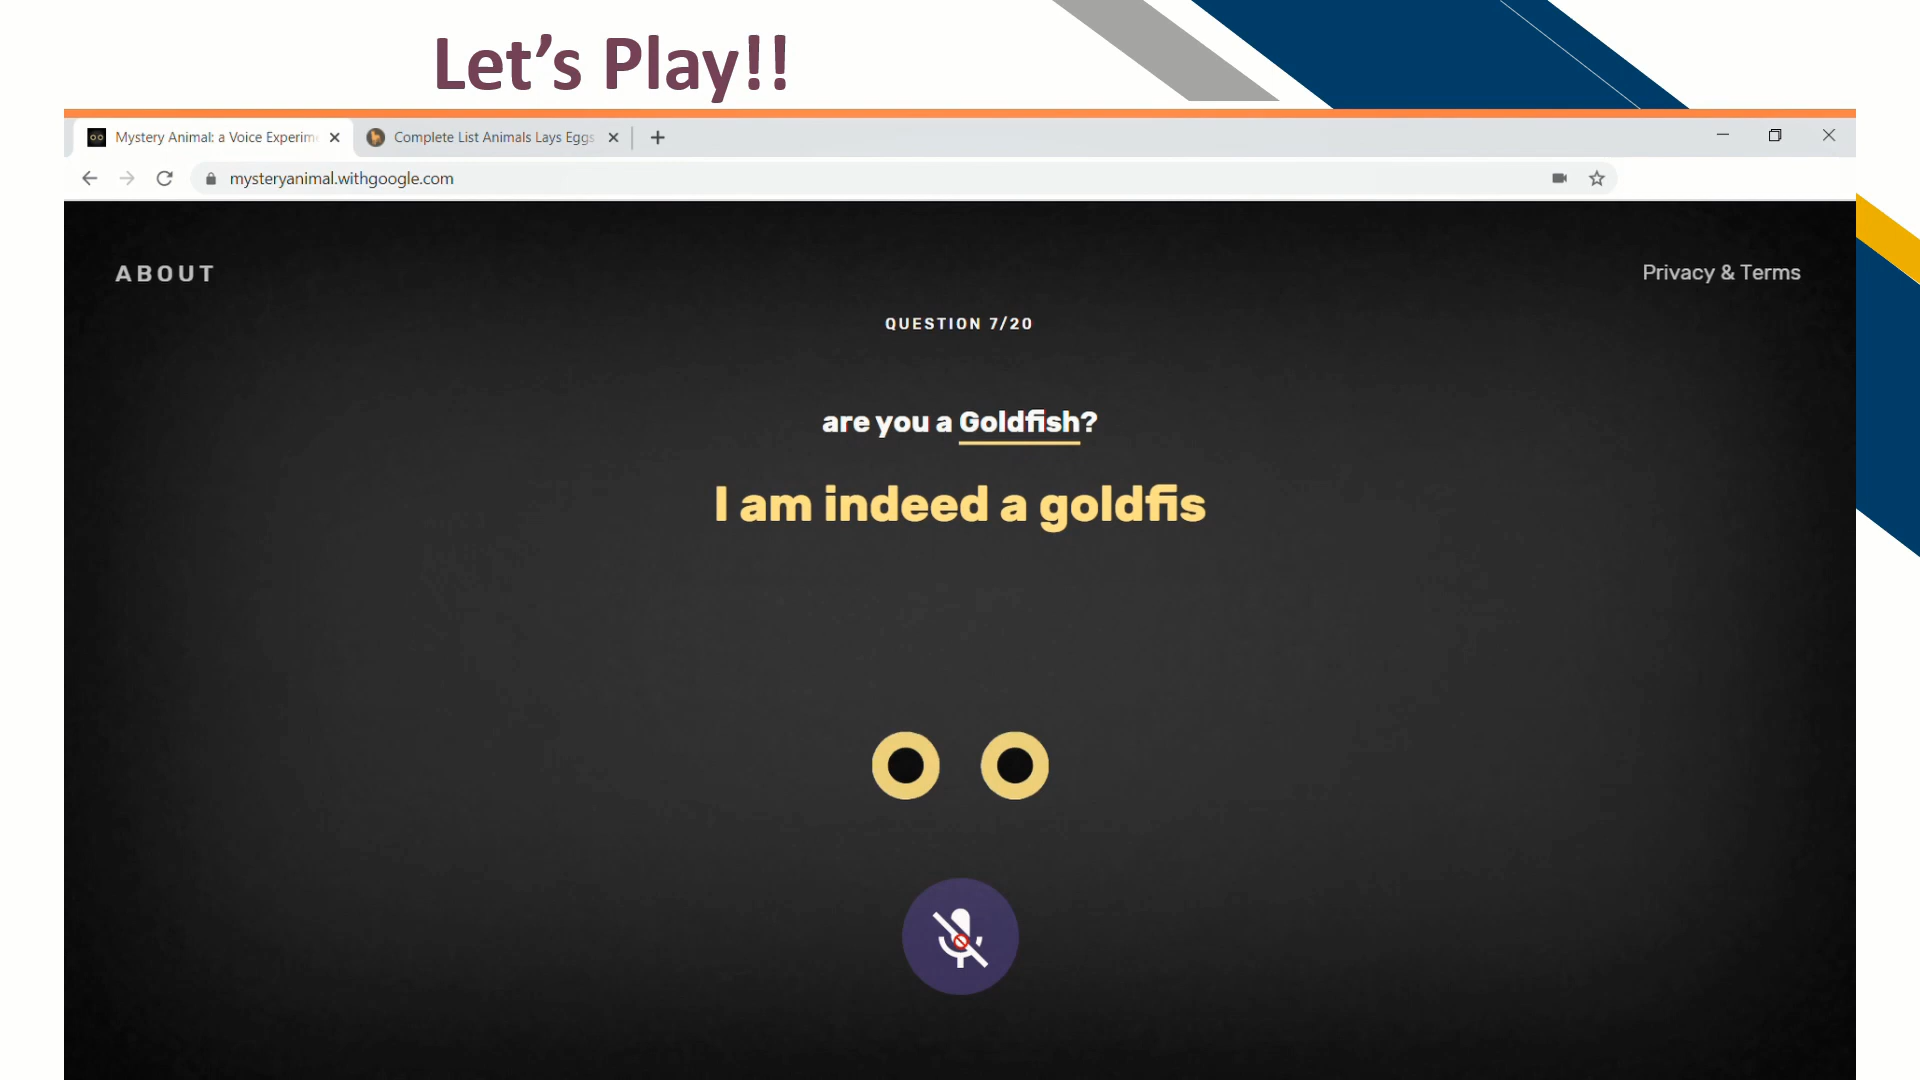 Let's Play!!
Mystery Animal: a Voice Experim
Complete List Animals Lays Eggs
mysteryanimal.withgoogle.com
ABOUT
Privacy & Terms
QUESTION 7/20
are you a Goldfish?
I am indeed a goldfis